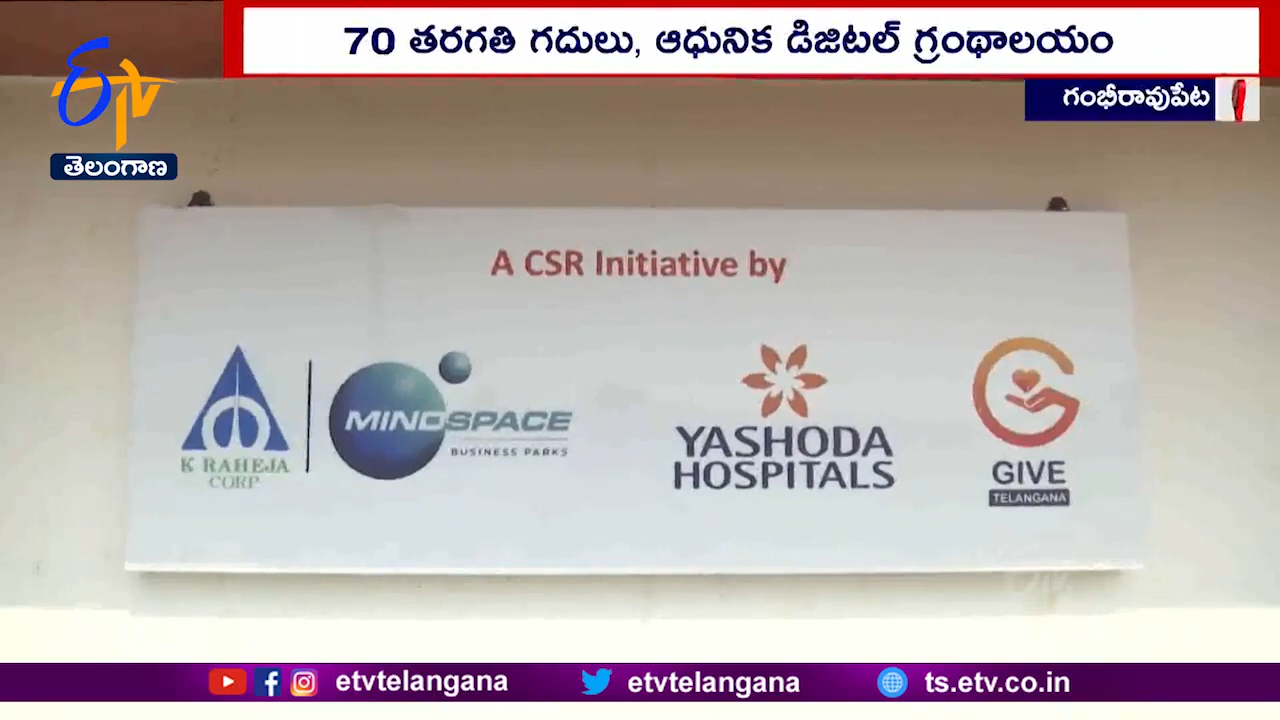 70 తరగతి గదులు, ఆధునిక డిజిటల్ గ్రంథాలయం
గంభీరావుపేట
etv
తెలంగాణ
A CSR Initiative by
K RAHEJA
CORP
MINDSPACE
BUSINESS PARKS
YASHODA
HOSPITALS
GIVE
TELANGANA
etvtelangana
etvtelangana
ts.etv.co.in